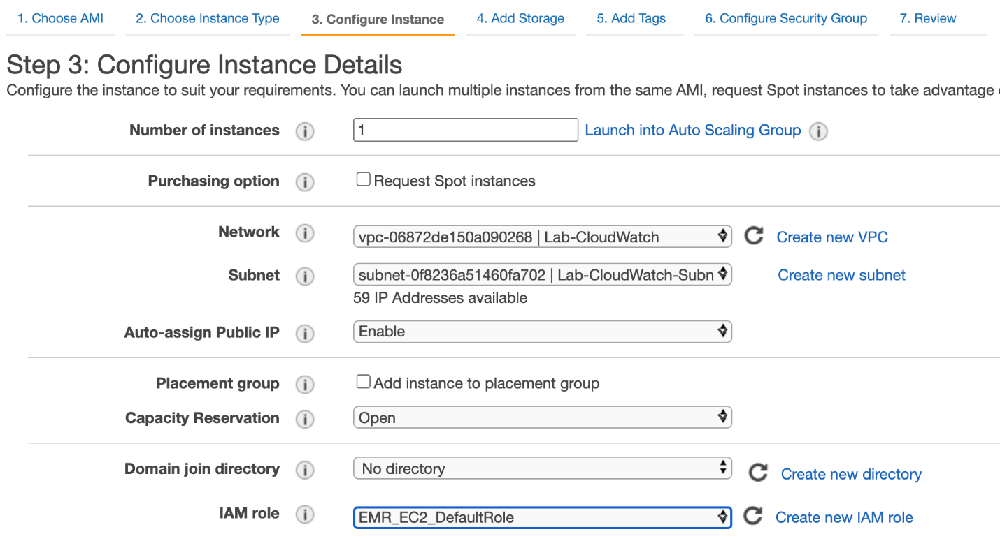 1. Choose AMI 2. Choose Instance Type 3. Configure Instance 4. Add Storage 5. Add Tags 6. Configure Security Group 7. Review
Step 3: Configure Instance Details
Configure the instance to suit your requirements. You can launch multiple instances from the same AMI, request Spot instances to take advantage
Number of instances 1 Launch into Auto Scaling Group
Purchasing option Request Spot instances
Network vpc-06872de150a090268 | Lab-CloudWatch Create new VPC
Subnet subnet-0f8236a51460fa702 | Lab-CloudWatch-Subn Create new subnet
59 IP Addresses available
Auto-assign Public IP Enable
Placement group Add instance to placement group
Capacity Reservation Open
Domain join directory No directory Create new directory
IAM role EMR_EC2_DefaultRole Create new IAM role